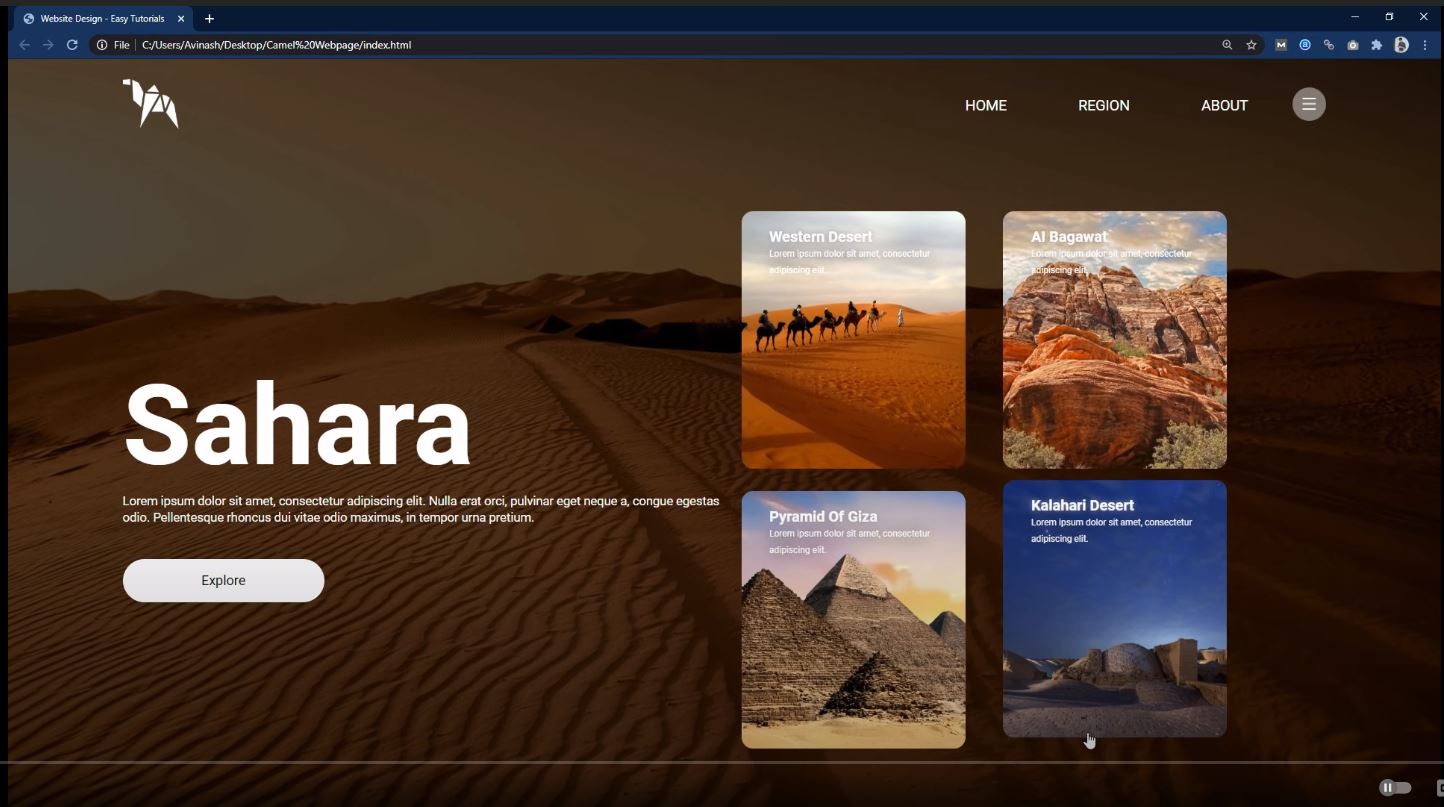 Website Design - Easy Tutorials
File
C:/Users/Avinash/Desktop/Camel%20Webpage/index.html
HOME
REGION
ABOUT
Western Desert
Lorem ipsum dolor sit amet, consectetur
adipiscing elit.
Al Bagawat
Lorem ipsum dolor sit amet, consectetur
adipiscing elit.
Sahara
Lorem ipsum dolor sit amet, consectetur adipiscing elit. Nulla erat orci, pulvinar eget neque a, congue egestas
odio. Pellentesque rhoncus dui vitae odio maximus, in tempor urna pretium.
Explore
Pyramid Of Giza
Lorem ipsum dolor sit amet, consectetur
adipiscing elit.
Kalahari Desert
Lorem ipsum dolor sit amet, consectetur
adipiscing elit.